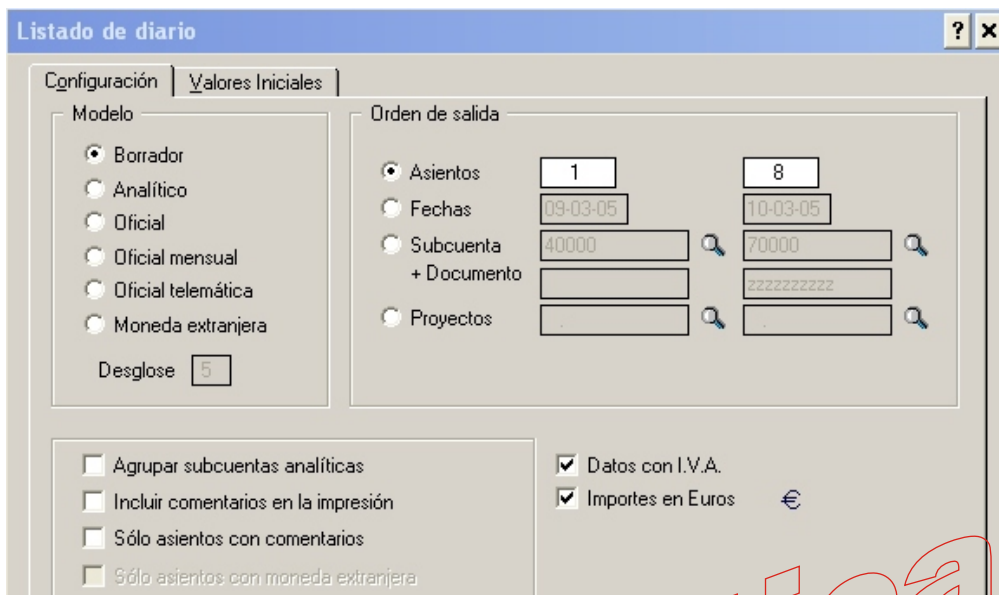 Listado de diario
Configuración
Valores Iniciales
Modelo
Borrador
Analítico
Oficial
Oficial mensual
Oficial telemática
Moneda extranjera
Desglose 5
Orden de salida
Asientos 1 8
Fechas 09-03-05 10-03-05
Subcuenta 40000 70000
+ Documento zzzzzzzzzz
Proyectos . .
Agrupar subcuentas analíticas
Incluir comentarios en la impresión
Sólo asientos con comentarios
Sólo asientos con moneda extranjera
Datos con I.V.A.
Importes en Euros €